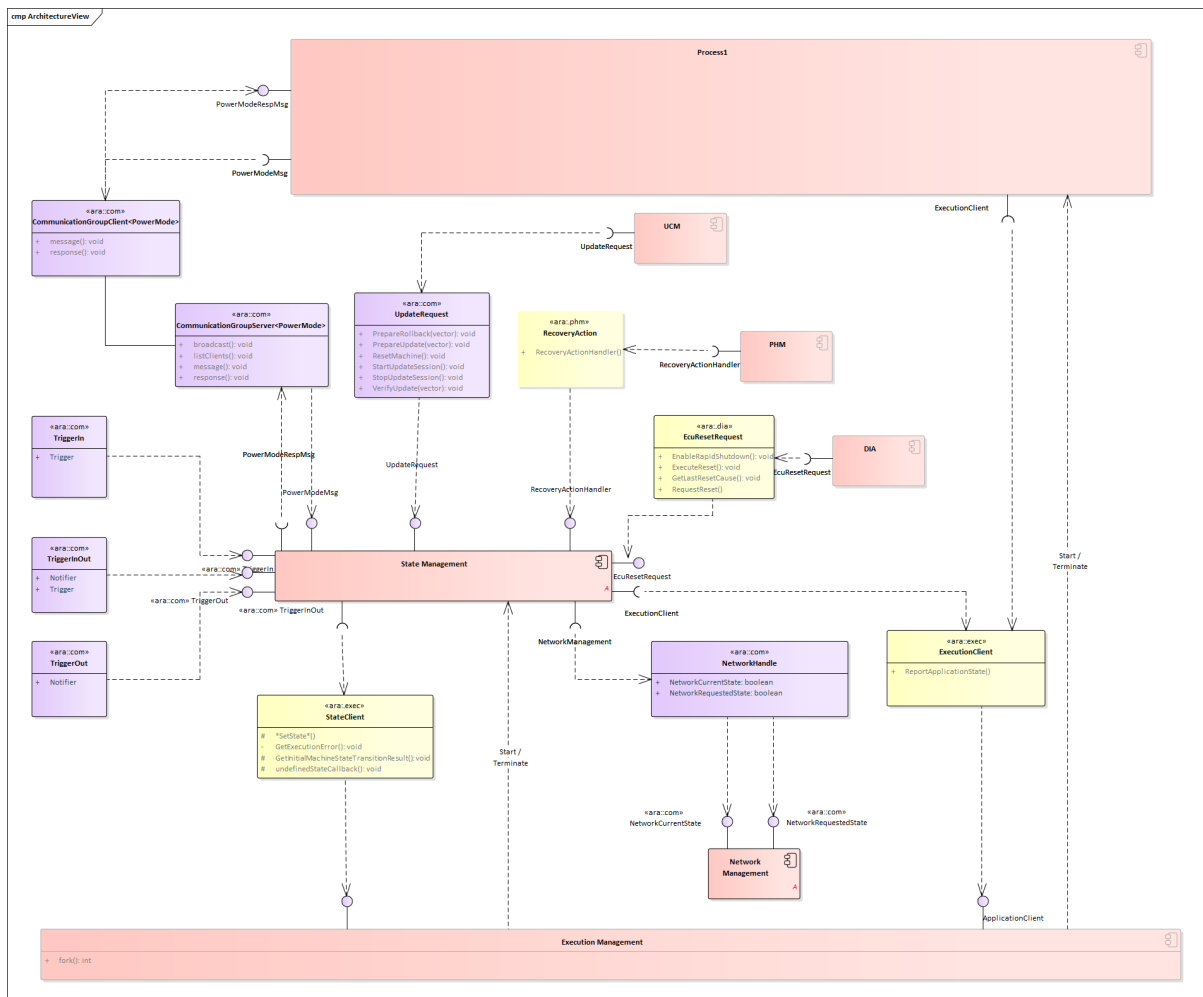 cmp ArchitectureView
Process1
PowerModeRespMsg
PowerModeMsg
ExecutionClient
«ara::com»
CommunicationGroupClient<PowerMode>
+ message(): void
+ response(): void
UCM
UpdateRequest
«ara::com»
CommunicationGroupServer<PowerMode>
+ broadcast(): void
+ listClients(): void
+ message(): void
+ response(): void
«ara::com»
UpdateRequest
+ PrepareRollback(vector): void
+ PrepareUpdate(vector): void
+ ResetMachine(): void
+ StartUpdateSession(): void
+ StopUpdateSession(): void
+ VerifyUpdate(vector): void
«ara::phm»
RecoveryAction
+ RecoveryActionHandler()
PHM
RecoveryActionHandler
«ara::com»
TriggerIn
+ Trigger
PowerModeRespMsg
PowerModeMsg
UpdateRequest
RecoveryActionHandler
«ara::dia»
EcuResetRequest
+ EnableRapidShutdown(): void
+ ExecuteReset(): void
+ GetLastResetCause(): void
+ RequestReset()
DIA
EcuResetRequest
«ara::com»
TriggerInOut
+ Notifier
+ Trigger
«ara::com» TriggerIn
«ara::com» TriggerOut
«ara::com» TriggerInOut
State Management
A
EcuResetRequest
ExecutionClient
Start /
Terminate
«ara::com»
TriggerOut
+ Notifier
NetworkManagement
«ara::com»
NetworkHandle
+ NetworkCurrentState: boolean
+ NetworkRequestedState: boolean
«ara::exec»
ExecutionClient
+ ReportApplicationState()
«ara::exec»
StateClient
# *SetState*()
- GetExecutionError(): void
# GetInitialMachineStateTransitionResult():void
# undefinedStateCallback(): void
Start /
Terminate
«ara::com»
NetworkCurrentState
«ara::com»
NetworkRequestedState
Network
Management
A
ApplicationClient
Execution Management
+ fork(): int